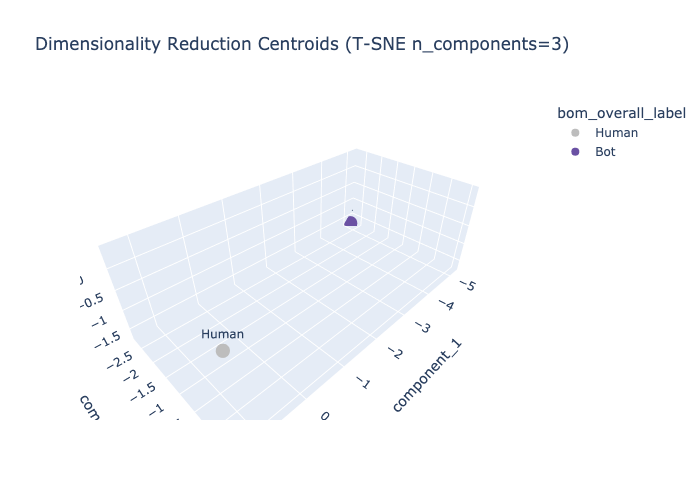 Dimensionality Reduction Centroids (T-SNE n_components=3)
bom_overall_label
Human
Bot
Human
−0.5
−1
−1.5
−2.5
−2
−1.5
−1
0
−1
−2
−3
−4
−5
component_1
com